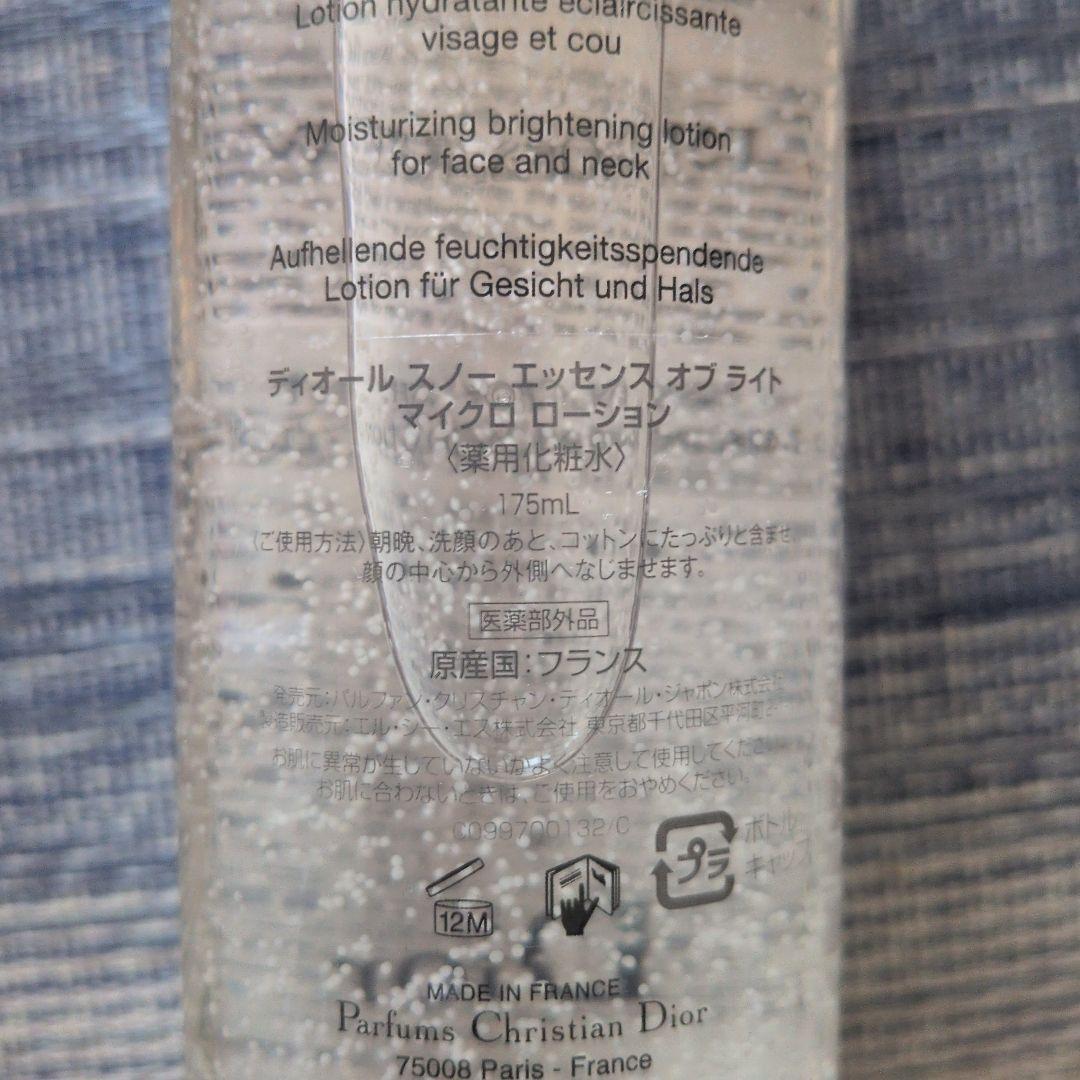 Lotion hydratante éclaircissante
visage et cou
Moisturizing brightening lotion
for face and neck
Aufhellende feuchtigkeitsspendende
Lotion für Gesicht und Hals
ディオール スノー エッセンス オブ ライト
マイクロ ローション
〈薬用化粧水〉
175mL
〈ご使用方法〉朝晩、洗顔のあと、コットンにたっぷりと含ませ、
顔の中心から外側へなじませます。
医薬部外品
原産国:フランス
発売元:パルファン・クリスチャン・ディオール・ジャポン株式会社
製造販売元:エル・シー・エス株式会社 東京都千代田区平河町
お肌に異常が生じていないかよく注意して使用してください。
お肌に合わないときは、ご使用をおやめください。
C099700132/C
プラ
ボトル
キャップ
12M
MADE IN FRANCE
Parfums Christian Dior
75008 Paris - France